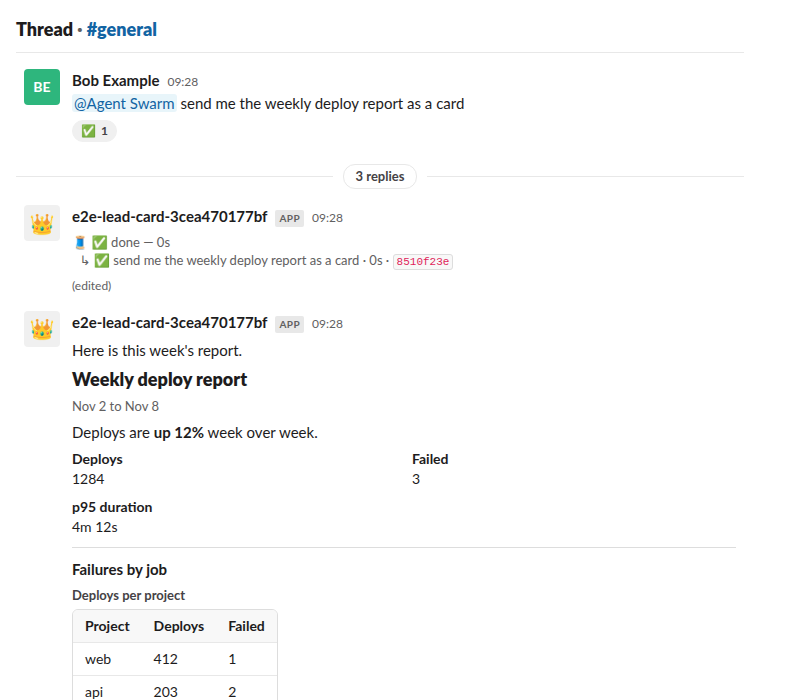 Thread • #general
BE
Bob Example 09:28
@Agent Swarm send me the weekly deploy report as a card
✅ 1
3 replies
e2e-lead-card-3cea470177bf APP 09:28
🧵 ✅ done — 0s
↳ ✅ send me the weekly deploy report as a card · 0s · 8510f23e
(edited)
e2e-lead-card-3cea470177bf APP 09:28
Here is this week's report.
Weekly deploy report
Nov 2 to Nov 8
Deploys are up 12% week over week.
Deploys Failed
1284 3
p95 duration
4m 12s
Failures by job
Deploys per project
Project Deploys Failed
web 412 1
api 203 2